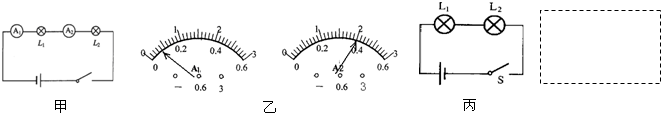 A₁ L₁ A₂ L₂
甲
0 1 2 3
0 0.2 0.4 0.6
A₁
− 0.6 3
0 1 2 3
0 0.2 0.4 0.6
A2
− 0.6 3
乙
L₁ L₂
S
丙